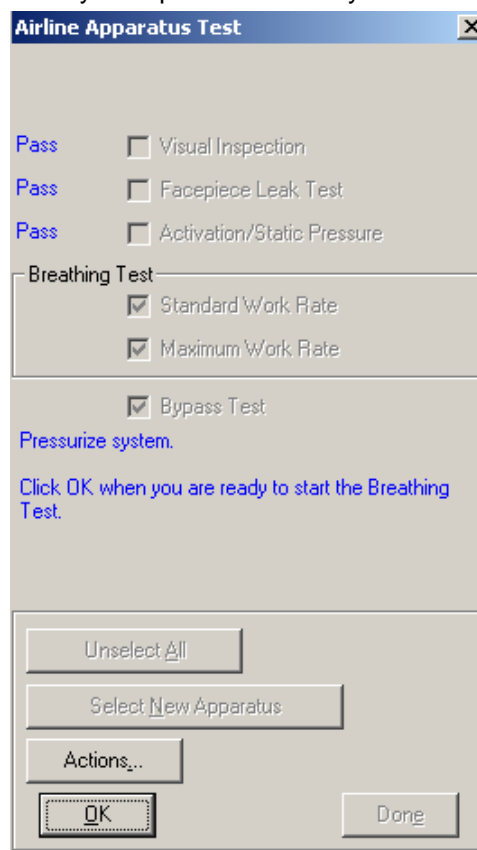 Airline Apparatus Test
Pass Visual Inspection
Pass Facepiece Leak Test
Pass Activation/Static Pressure
Breathing Test
Standard Work Rate
Maximum Work Rate
Bypass Test
Pressurize system.
Click OK when you are ready to start the Breathing
Test.
Unselect All
Select New Apparatus
Actions...
OK Done